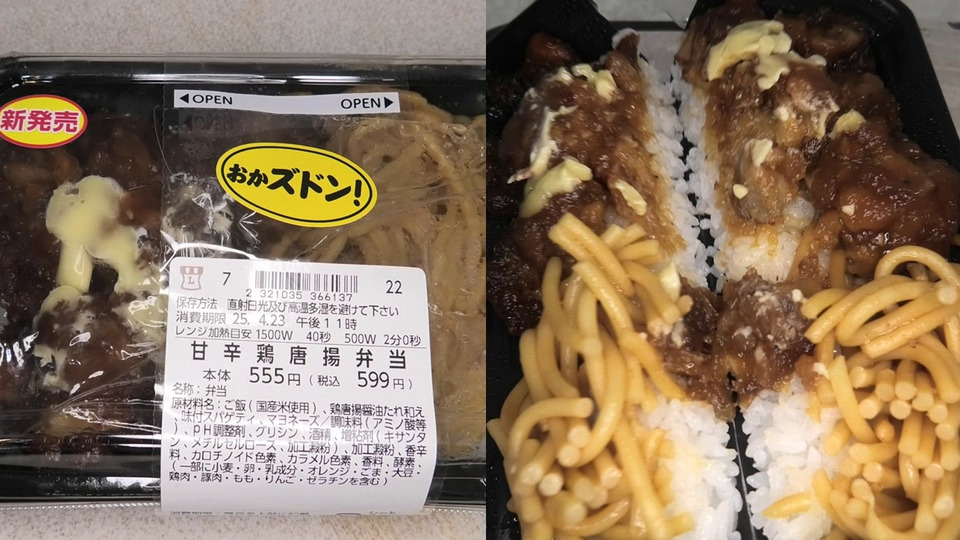 新発売
◀OPEN OPEN▶
おかズドン!
7 22
2 321035 366137
保存方法 直射日光及び高温多湿を避けて下さい
消費期限 25. 4.23 午後11時
レンジ加熱目安 1500W 40秒 500W 2分0秒
甘辛鶏唐揚弁当
本体 555円(税込 599円)
名称:弁当
原材料名:ご飯(国産米使用)、鶏唐揚醤油たれ和え
、味付スパゲティ、マヨネーズ/調味料(アミノ酸等
)、pH調整剤、グリシン、酒精、増粘剤(キサンタ
ン、メチルセルロース、加工澱粉)、加工澱粉、香辛
料、カロチノイド色素、カラメル色素、香料、酵素
(一部に小麦・卵・乳成分・オレンジ・ごま・大豆・
鶏肉・豚肉・もも・りんご・ゼラチンを含む)